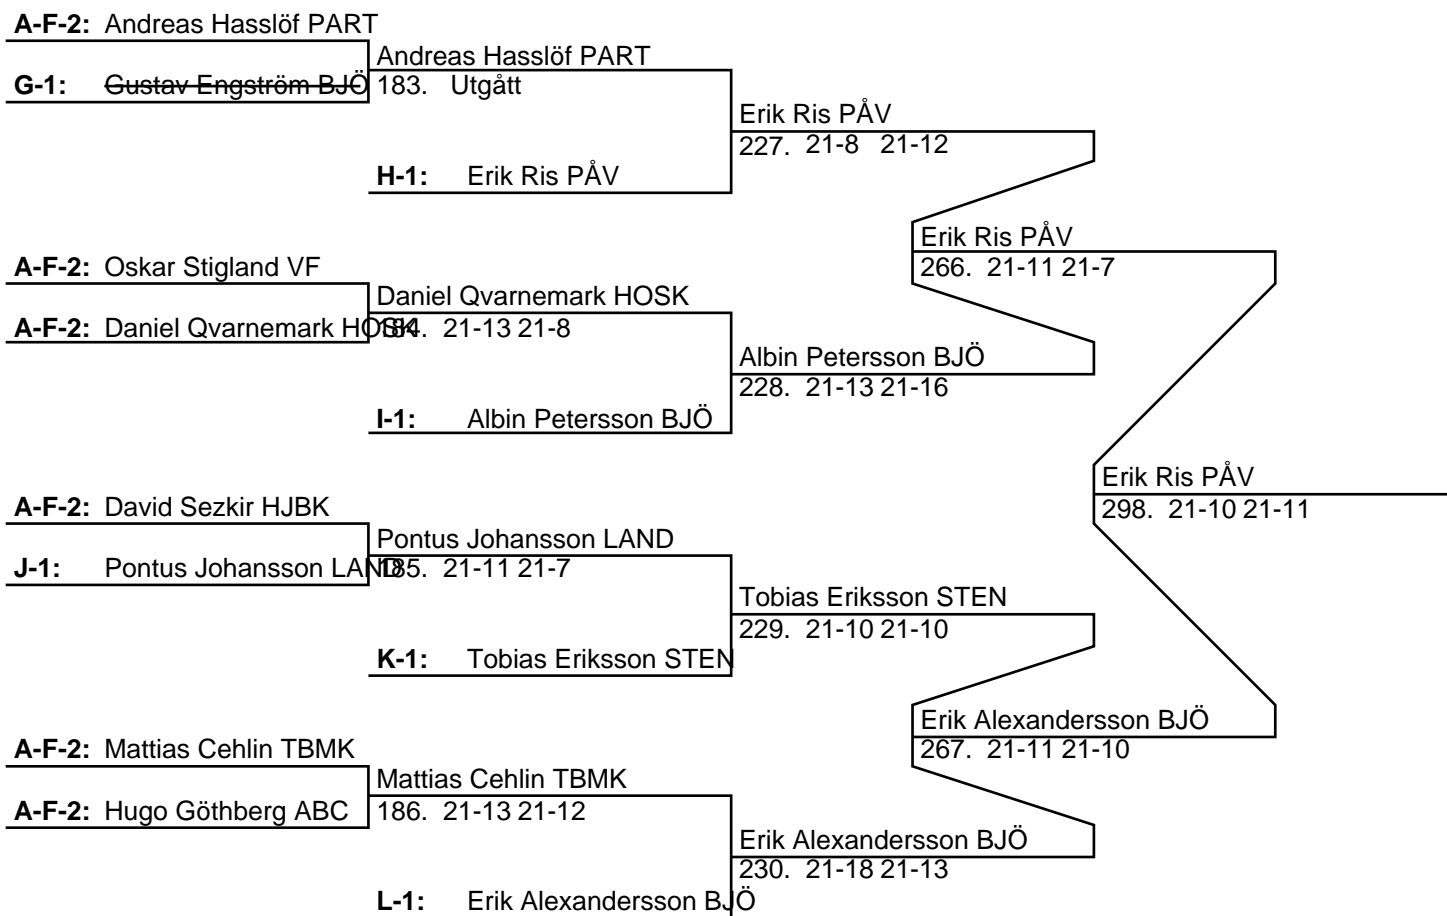 A-F-2: Andreas Hasslöf PART
Andreas Hasslöf PART
G-1: Gustav Engström BJÖ
183. Utgått
Erik Ris PÅV
227. 21-8 21-12
H-1: Erik Ris PÅV
Erik Ris PÅV
266. 21-11 21-7
A-F-2: Oskar Stigland VF
Daniel Qvarnemark HOSK
A-F-2: Daniel Qvarnemark HOSK
184. 21-13 21-8
Albin Petersson BJÖ
228. 21-13 21-16
I-1: Albin Petersson BJÖ
Erik Ris PÅV
298. 21-10 21-11
A-F-2: David Sezkir HJBK
Pontus Johansson LAND
J-1: Pontus Johansson LAND
185. 21-11 21-7
Tobias Eriksson STEN
229. 21-10 21-10
K-1: Tobias Eriksson STEN
Erik Alexandersson BJÖ
267. 21-11 21-10
A-F-2: Mattias Cehlin TBMK
Mattias Cehlin TBMK
A-F-2: Hugo Göthberg ABC
186. 21-13 21-12
Erik Alexandersson BJÖ
230. 21-18 21-13
L-1: Erik Alexandersson BJÖ